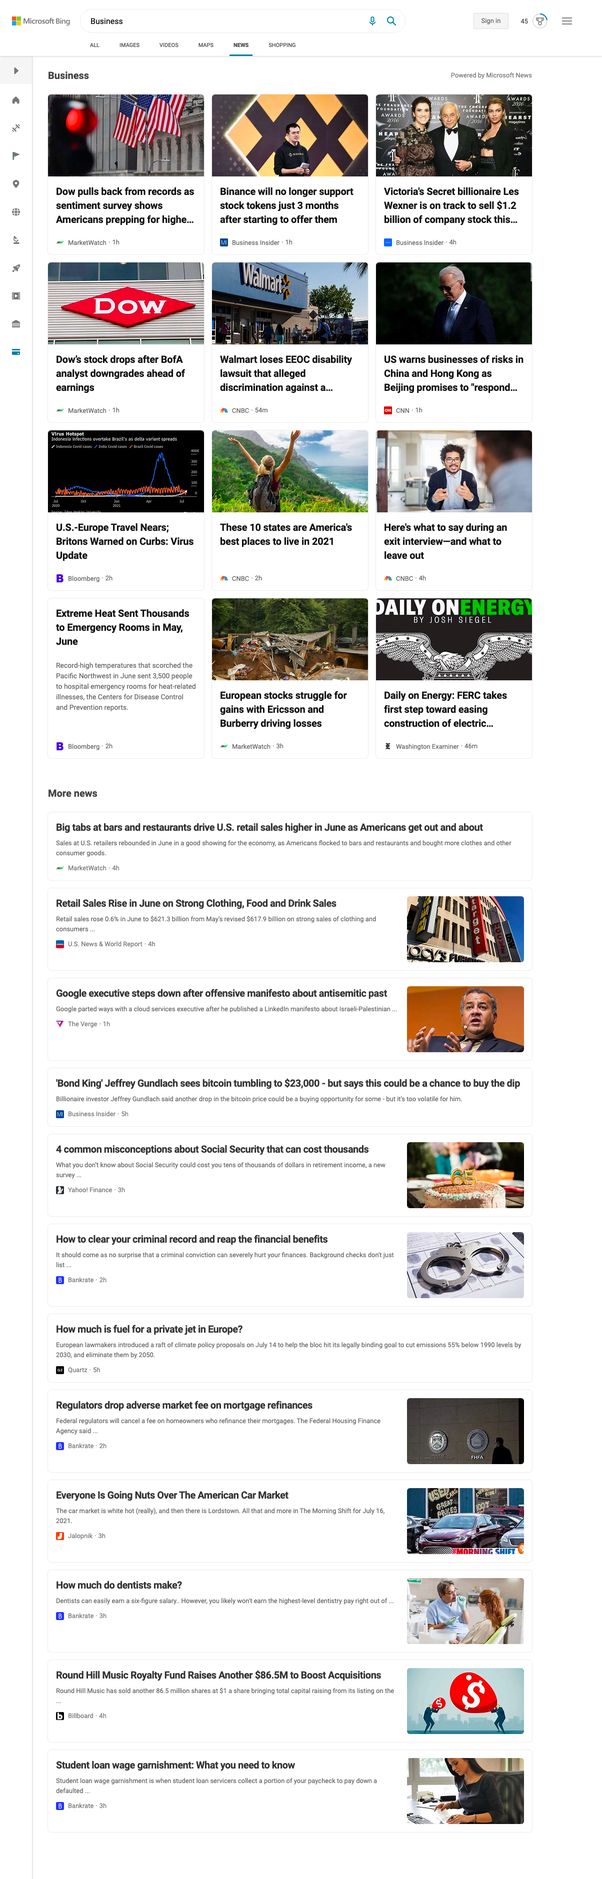 Microsoft Bing
Business
Sign in
45
ALL IMAGES VIDEOS MAPS NEWS SHOPPING
Business
Powered by Microsoft News
Dow pulls back from records as
sentiment survey shows
Americans prepping for highe...
MarketWatch · 1h
Binance will no longer support
stock tokens just 3 months
after starting to offer them
Business Insider · 1h
Victoria's Secret billionaire Les
Wexner is on track to sell $1.2
billion of company stock this...
Business Insider · 4h
DOW
Dow's stock drops after BofA
analyst downgrades ahead of
earnings
MarketWatch · 1h
Walmart
Walmart loses EEOC disability
lawsuit that alleged
discrimination against a...
CNBC · 54m
US warns businesses of risks in
China and Hong Kong as
Beijing promises to "respond...
CNN · 1h
Virus Hotspot
Indonesia infections overtake Brazil's as delta variant spreads
U.S.-Europe Travel Nears;
Britons Warned on Curbs: Virus
Update
Bloomberg · 2h
These 10 states are America's
best places to live in 2021
CNBC · 2h
Here's what to say during an
exit interview—and what to
leave out
CNBC · 4h
Extreme Heat Sent Thousands
to Emergency Rooms in May,
June
Record-high temperatures that scorched the
Pacific Northwest in June sent 3,500 people
to hospital emergency rooms for heat-related
illnesses, the Centers for Disease Control
and Prevention reports.
Bloomberg · 2h
European stocks struggle for
gains with Ericsson and
Burberry driving losses
MarketWatch · 3h
DAILY ON ENERGY
BY JOSH SIEGEL
Daily on Energy: FERC takes
first step toward easing
construction of electric...
Washington Examiner · 46m
More news
Big tabs at bars and restaurants drive U.S. retail sales higher in June as Americans get out and about
Sales at U.S. retailers rebounded in June in a good showing for the economy, as Americans flocked to bars and restaurants and bought more clothes and other
consumer goods.
MarketWatch · 4h
Retail Sales Rise in June on Strong Clothing, Food and Drink Sales
Retail sales rose 0.6% in June to $621.3 billion from May's revised $617.9 billion on strong sales of clothing and
consumers ...
U.S. News & World Report · 4h
Google executive steps down after offensive manifesto about antisemitic past
Google parted ways with a cloud services executive after he published a LinkedIn manifesto about Israeli-Palestinian ...
The Verge · 1h
'Bond King' Jeffrey Gundlach sees bitcoin tumbling to $23,000 - but says this could be a chance to buy the dip
Billionaire investor Jeffrey Gundlach said another drop in the bitcoin price could be a buying opportunity for some - but it's too volatile for him.
Business Insider · 5h
4 common misconceptions about Social Security that can cost thousands
What you don't know about Social Security could cost you tens of thousands of dollars in retirement income, a new
survey ...
Yahoo! Finance · 3h
How to clear your criminal record and reap the financial benefits
It should come as no surprise that a criminal conviction can severely hurt your finances. Background checks don't just
list ...
Bankrate · 2h
How much is fuel for a private jet in Europe?
European lawmakers introduced a raft of climate policy proposals on July 14 to help the bloc hit its legally binding goal to cut emissions 55% below 1990 levels by
2030, and eliminate them by 2050.
Quartz · 5h
Regulators drop adverse market fee on mortgage refinances
Federal regulators will cancel a fee on homeowners who refinance their mortgages. The Federal Housing Finance
Agency said ...
Bankrate · 2h
FHFA
Everyone Is Going Nuts Over The American Car Market
The car market is white hot (really), and then there is Lordstown. All that and more in The Morning Shift for July 16,
2021.
Jalopnik · 3h
MORNING SHIFT
How much do dentists make?
Dentists can easily earn a six-figure salary.. However, you likely won't earn the highest-level dentistry pay right out of ...
Bankrate · 3h
Round Hill Music Royalty Fund Raises Another $86.5M to Boost Acquisitions
Round Hill Music has sold another 86.5 million shares at $1 a share bringing total capital raising from its listing on the
...
Billboard · 4h
Student loan wage garnishment: What you need to know
Student loan wage garnishment is when student loan servicers collect a portion of your paycheck to pay down a
defaulted ...
Bankrate · 3h